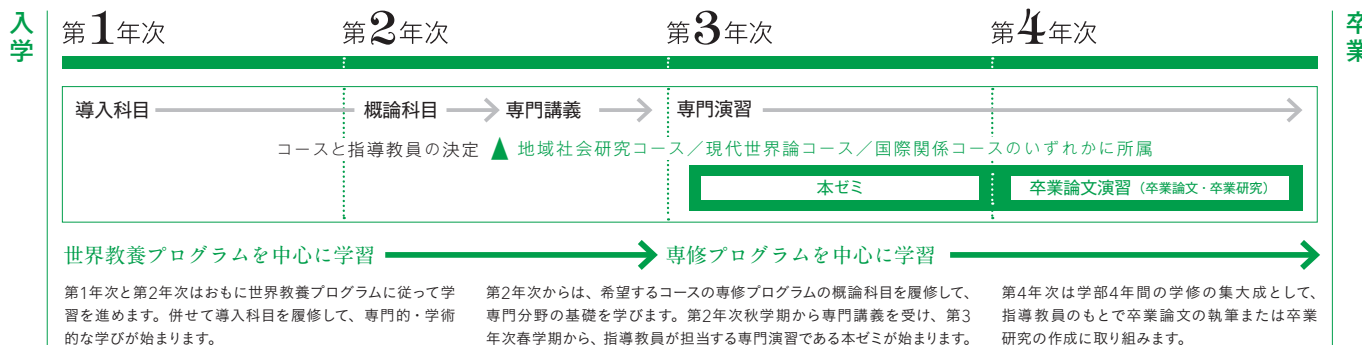 入学
第1年次
第2年次
第3年次
第4年次
卒業
導入科目
概論科目
専門講義
専門演習
コースと指導教員の決定
地域社会研究コース／現代世界論コース／国際関係コースのいずれかに所属
本ゼミ
卒業論文演習（卒業論文・卒業研究）
世界教養プログラムを中心に学習
専修プログラムを中心に学習
第1年次と第2年次はおもに世界教養プログラムに従って学
習を進めます。併せて導入科目を履修して、専門的・学術
的な学びが始まります。
第2年次からは、希望するコースの専修プログラムの概論科目を履修して、
専門分野の基礎を学びます。第2年次秋学期から専門講義を受け、第3
年次春学期から、指導教員が担当する専門演習である本ゼミが始まります。
第4年次は学部4年間の学修の集大成として、
指導教員のもとで卒業論文の執筆または卒業
研究の作成に取り組みます。